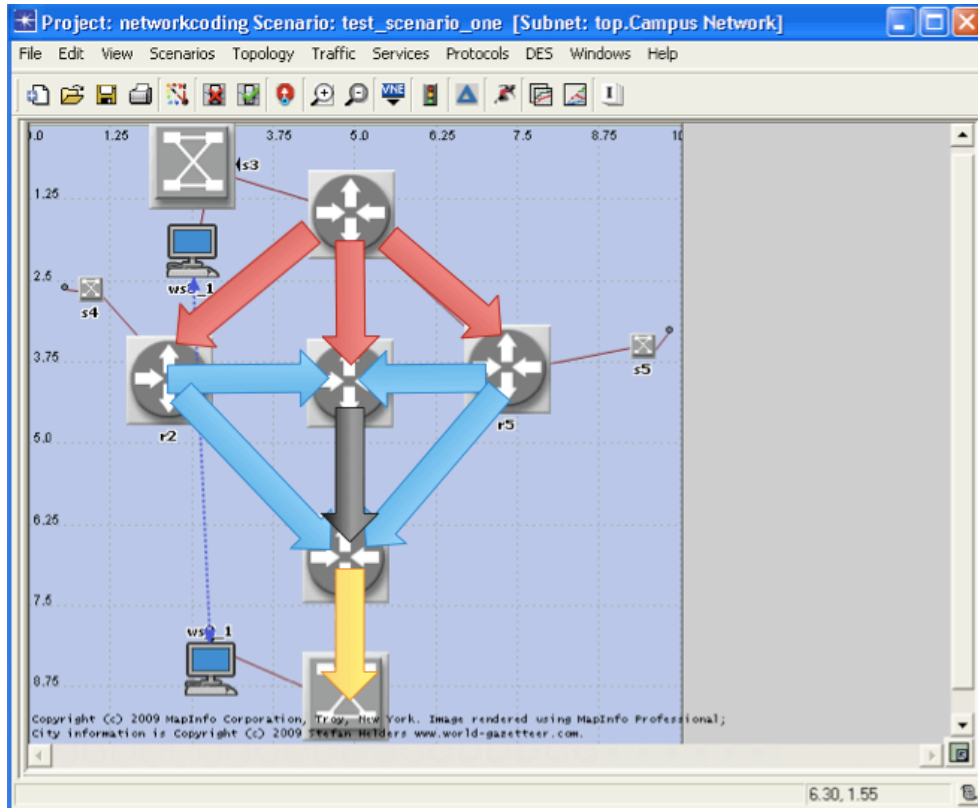 Project: networkcoding Scenario: test_scenario_one [Subnet: top.Campus Network]
File Edit View Scenarios Topology Traffic Services Protocols DES Windows Help
VNE
.0 1.25 3.75 5.0 6.25 7.5 8.75 10
s3
1.25
2.5
s4
3.75
s5
r2
r5
5.0
6.25
7.5
8.75
Copyright (c) 2009 MapInfo Corporation, Troy, New York. Image rendered using MapInfo Professional;
City information is Copyright (c) 2009 Stefan Helders www.world-gazetteer.com.
6.30, 1.55